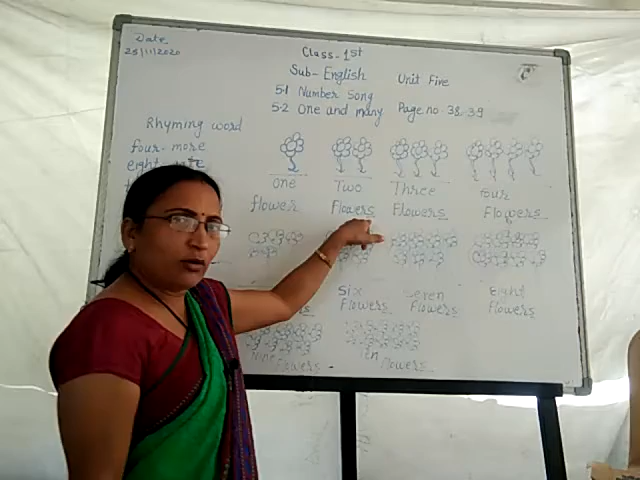 Date
25/11/2020
Class-1st
Sub- English Unit Five
5.1 Number Song
5.2 One and many Page no. 38,39
Rhyming word
four - more
eight
one Two Three four
flower Flowers Flowers Flowers
six seven Eight
Flowers Flowers Flowers
Nine Ten
Flowers Flowers